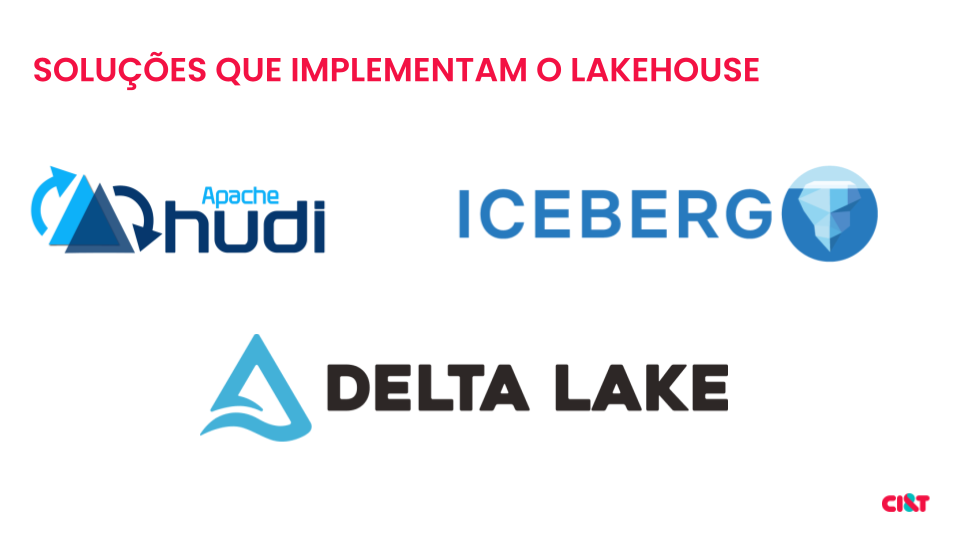 SOLUÇÕES QUE IMPLEMENTAM O LAKEHOUSE
Apache
hudi
ICEBERG
DELTA LAKE
CI&T